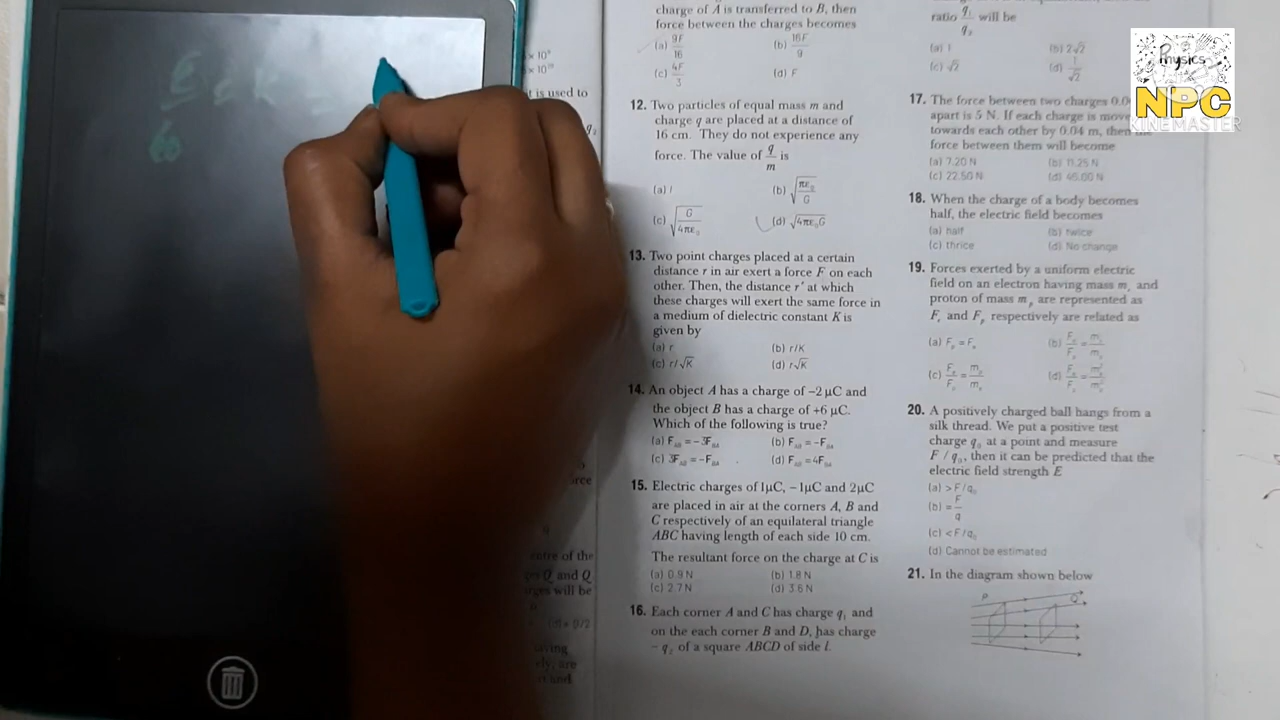 charge of A is transferred to B, then
force between the charges becomes
(a) 9F/16 (b) 16F/9
(c) 4F/3 (d) F
12. Two particles of equal mass m and
charge q are placed at a distance of
16 cm. They do not experience any
force. The value of q/m is
(a) l (b) √(πε₀/G)
(c) √(G/4πε₀) (d) √(4πε₀G)
13. Two point charges placed at a certain
distance r in air exert a force F on each
other. Then, the distance r' at which
these charges will exert the same force in
a medium of dielectric constant K is
given by
(a) r (b) r/K
(c) r/√K (d) r√K
14. An object A has a charge of −2 μC and
the object B has a charge of +6 μC.
Which of the following is true?
(a) F_AB = −3F_BA (b) F_AB = −F_BA
(c) 3F_AB = −F_BA (d) F_AB = 4F_BA
15. Electric charges of 1μC, −1μC and 2μC
are placed in air at the corners A, B and
C respectively of an equilateral triangle
ABC having length of each side 10 cm.
The resultant force on the charge at C is
(a) 0.9 N (b) 1.8 N
(c) 2.7 N (d) 3.6 N
16. Each corner A and C has charge q₁ and
on the each corner B and D, has charge
−q₂ of a square ABCD of side l.
ratio q₁/q₂ will be
(a) 1 (b) 2√2
(c) √2 (d) 1/√2
17. The force between two charges
apart is 5 N. If each charge is
towards each other by 0.04 m, then
force between them will become
(a) 7.20 N (b) 11.25 N
(c) 22.50 N (d) 45.00 N
18. When the charge of a body becomes
half, the electric field becomes
(a) half (b) twice
(c) thrice (d) No change
19. Forces exerted by a uniform electric
field on an electron having mass mₑ and
proton of mass m_p are represented as
Fₑ and F_p respectively are related as
(a) F_p = Fₑ
20. A positively charged ball hangs from a
silk thread. We put a positive test
charge q₀ at a point and measure
F / q₀, then it can be predicted that the
electric field strength E
(a) > F/q₀
(b) = F/q
(c) < F/q₀
(d) Cannot be estimated
21. In the diagram shown below
P Q
Physics
NPC
KINEMASTER